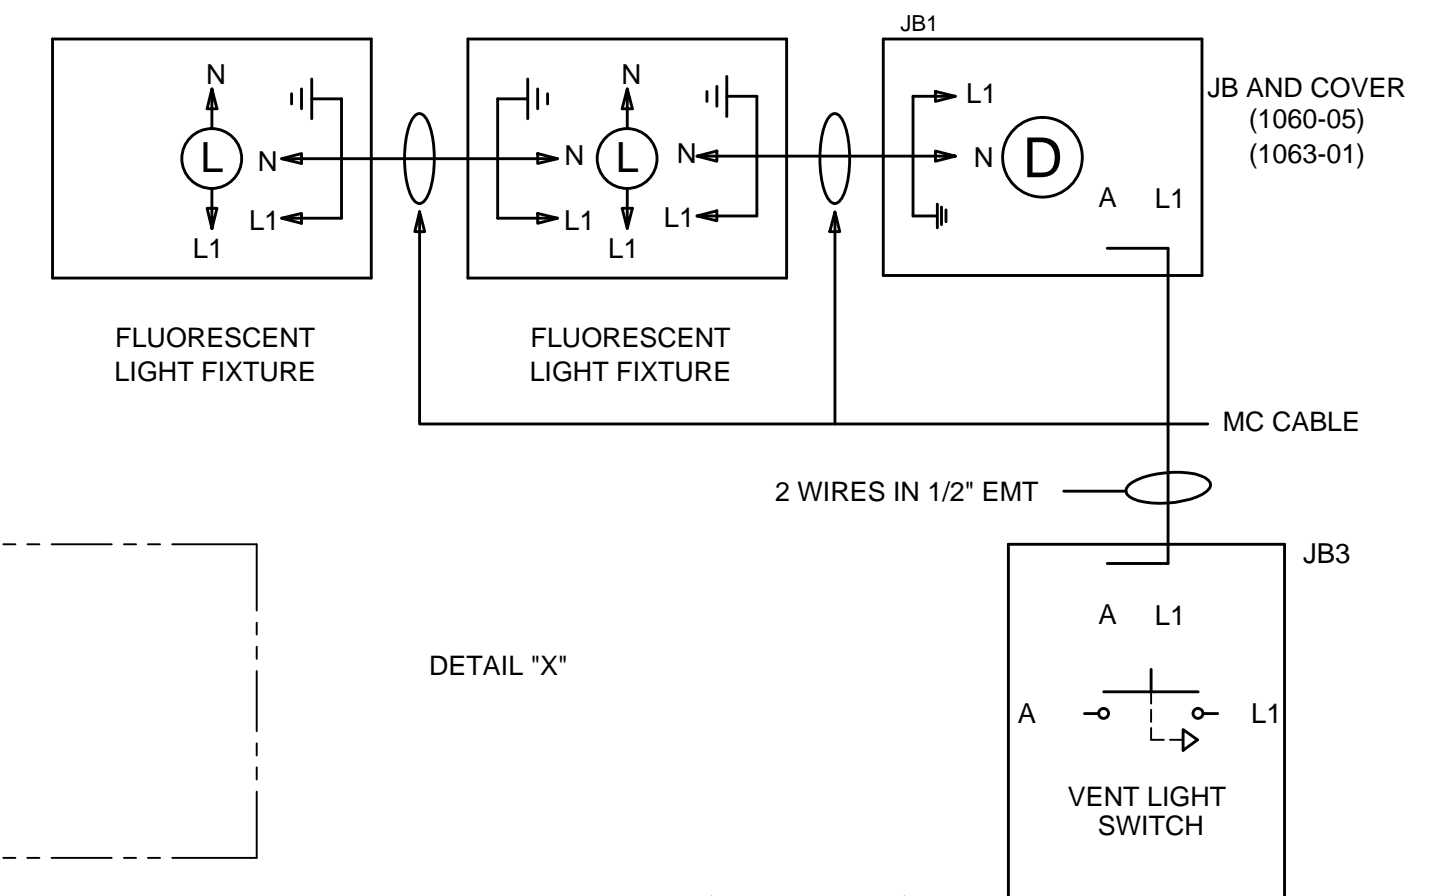 JB1
JB AND COVER
(1060-05)
(1063-01)
N
L
N
L1
L1
N
L1
N
L
N
L1
L1
L1
N
D
A L1
FLUORESCENT
LIGHT FIXTURE
FLUORESCENT
LIGHT FIXTURE
MC CABLE
2 WIRES IN 1/2" EMT
JB3
A L1
DETAIL "X"
A L1
VENT LIGHT
SWITCH